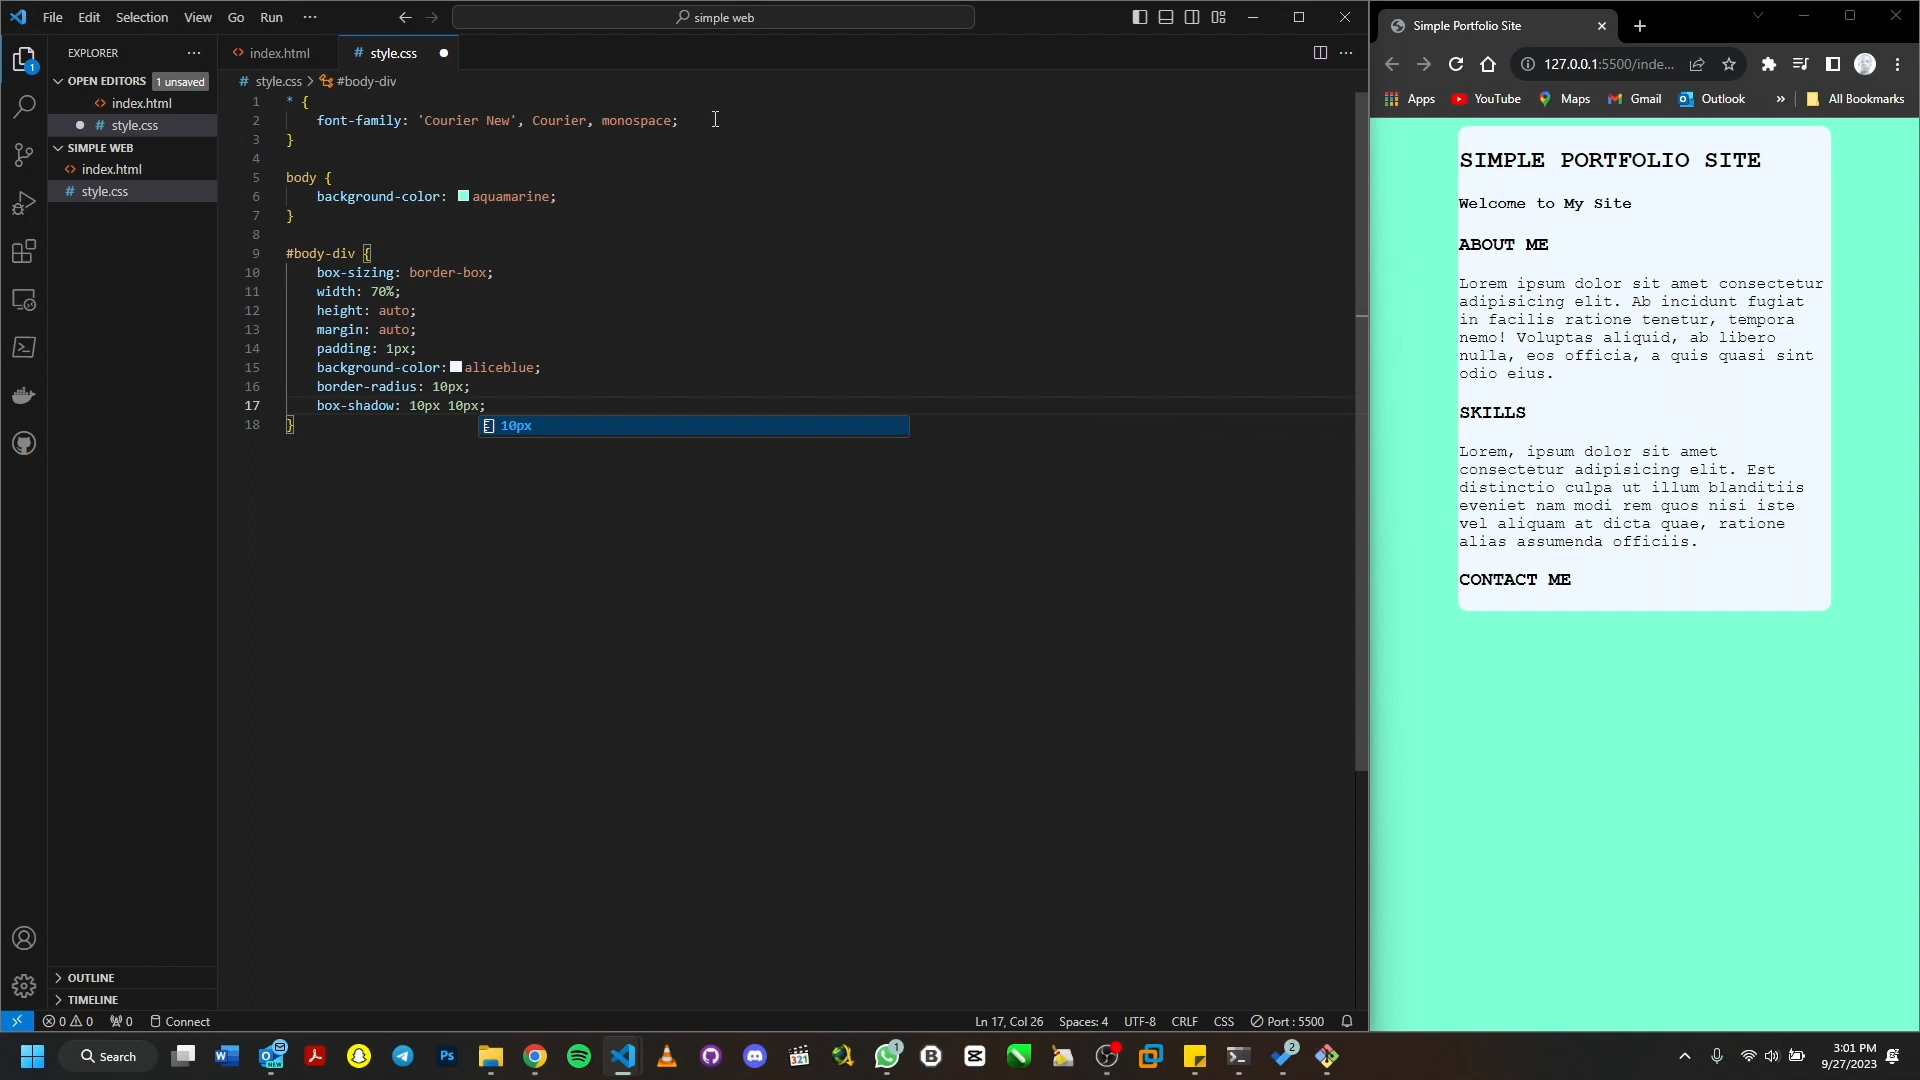 File Edit Selection View Go Run ···
simple web
EXPLORER ···
OPEN EDITORS 1 unsaved
index.html
# style.css
SIMPLE WEB
index.html
# style.css
OUTLINE
TIMELINE
index.html # style.css
# style.css > #body-div
1 * {
2 font-family: 'Courier New', Courier, monospace;
3 }
4
5 body {
6 background-color: aquamarine;
7 }
8
9 #body-div {
10 box-sizing: border-box;
11 width: 70%;
12 height: auto;
13 margin: auto;
14 padding: 1px;
15 background-color: aliceblue;
16 border-radius: 10px;
17 box-shadow: 10px 10px;
18 }
10px
0 0 0 Connect
Ln 17, Col 26 Spaces: 4 UTF-8 CRLF CSS Port : 5500
Simple Portfolio Site
127.0.0.1:5500/inde...
Apps YouTube Maps Gmail Outlook » All Bookmarks
SIMPLE PORTFOLIO SITE
Welcome to My Site
ABOUT ME
Lorem ipsum dolor sit amet consectetur
adipisicing elit. Ab incidunt fugiat
in facilis ratione tenetur, tempora
nemo! Voluptas aliquid, ab libero
nulla, eos officia, a quis quasi sint
odio eius.
SKILLS
Lorem, ipsum dolor sit amet
consectetur adipisicing elit. Est
distinctio culpa ut illum blanditiis
eveniet nam modi rem quos nisi iste
vel aliquam at dicta quae, ratione
alias assumenda officiis.
CONTACT ME
Search
3:01 PM
9/27/2023